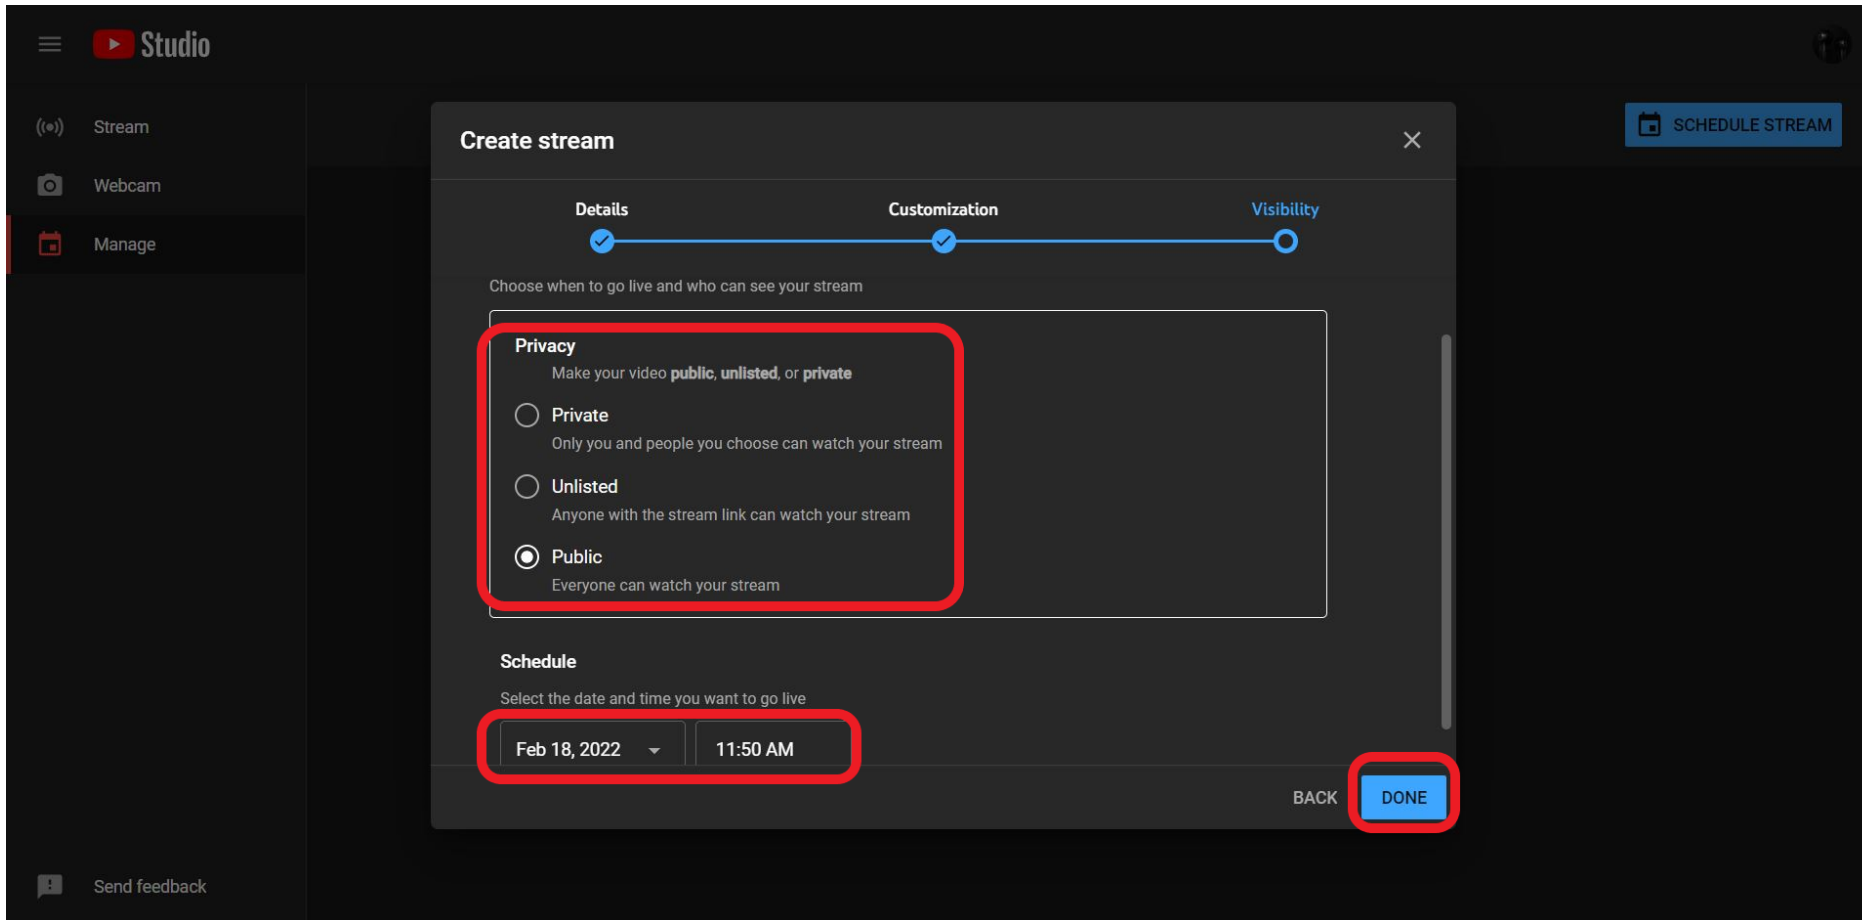 Studio
Stream
Webcam
Manage
SCHEDULE STREAM
Create stream
Details
Customization
Visibility
Choose when to go live and who can see your stream
Privacy
Make your video public, unlisted, or private
Private
Only you and people you choose can watch your stream
Unlisted
Anyone with the stream link can watch your stream
Public
Everyone can watch your stream
Schedule
Select the date and time you want to go live
Feb 18, 2022
11:50 AM
BACK
DONE
Send feedback